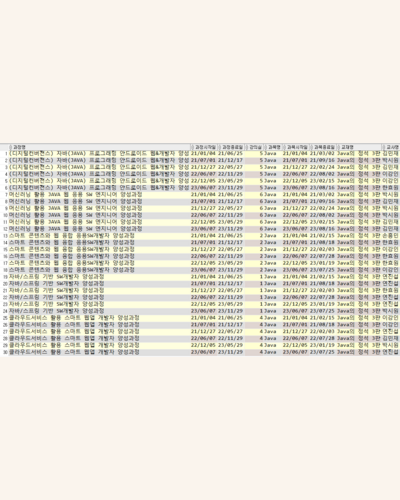 과정명 과정시작일 과정종료일 강의실 과목명 과목시작일 과목종료일 교재명 교사명
1 (디지털컨버젼스) 자바(JAVA) 프로그래밍 안드로이드 웹&개발자 양성 21/01/04 21/06/25 5 Java 21/01/04 21/03/02 Java의 정석 3판 김민재
2 (디지털컨버젼스) 자바(JAVA) 프로그래밍 안드로이드 웹&개발자 양성 21/07/01 21/12/17 5 Java 21/07/01 21/09/16 Java의 정석 3판 박시원
3 (디지털컨버젼스) 자바(JAVA) 프로그래밍 안드로이드 웹&개발자 양성 21/12/27 22/05/27 5 Java 21/12/27 Java의 정석 3판
4 (디지털컨버젼스) 자바(JAVA) 프로그래밍 안드로이드 웹&개발자 양성 22/06/07 22/11/29 5 Java 22/06/07 22/08/02 Java의 정석 3판 이강인
5 (디지털컨버젼스) 자바(JAVA) 프로그래밍 안드로이드 웹&개발자 양성 22/12/05 23/05/29 5 Java 22/12/05 23/02/15 Java의 정석 3판 이강인
6 (디지털컨버젼스) 자바(JAVA) 프로그래밍 안드로이드 웹&개발자 양성 23/06/07 23/11/29 5 Java 23/06/07 23/08/16 Java의 정석 3판 한효원
7 머신러닝 활용 JAVA 웹 응용 SW 엔지니어 양성과정 21/01/04 6 Java 21/01/04 21/03/02 Java의 정석 3판 박시원
8 머신러닝 활용 JAVA 웹 응용 SW 엔지니어 양성과정 21/07/01 21/12/17 6 Java 21/07/01 21/09/16 Java의 정석 3판 김민재
9 머신러닝 활용 JAVA 웹 응용 SW 엔지니어 양성과정 21/12/27 22/05/27 6 Java 21/12/27 22/02/24 Java의 정석 3판 박시원
10 머신러닝 활용 JAVA 웹 응용 SW 엔지니어 양성과정 22/06/07 22/11/29 6 Java 22/06/07 22/08/02 Java의 정석 3판
11 머신러닝 활용 JAVA 웹 응용 SW 엔지니어 양성과정 22/12/05 23/05/29 6 Java 22/12/05 23/02/15 Java의 정석 3판 박시원
12 머신러닝 활용 JAVA 웹 응용 SW 엔지니어 양성과정 23/06/07 23/11/29 6 Java 23/06/07 23/08/16 Java의 정석 3판 김민재
13 스마트 콘텐츠와 웹 융합 응용SW개발자 양성과정 21/01/04 2 Java 21/01/04 21/02/15 Java의 정석 3판 손흥민
14 스마트 콘텐츠와 웹 융합 응용SW개발자 양성과정 21/07/01 21/12/17 2 Java 21/07/01 21/08/18 Java의 정석 3판 한효원
15 스마트 콘텐츠와 웹 융합 응용SW개발자 양성과정 21/12/27 22/05/27 2 Java 21/12/27 22/02/03 Java의 정석 3판 이강인
16 스마트 콘텐츠와 웹 융합 응용SW개발자 양성과정 22/06/07 22/11/29 2 Java 22/06/07 22/07/28 Java의 정석 3판 한효원
17 스마트 콘텐츠와 웹 융합 응용SW개발자 양성과정 22/12/05 23/05/29 2 Java 22/12/05 23/01/19 Java의 정석 3판 한효원
18 스마트 콘텐츠와 웹 융합 응용SW개발자 양성과정 23/06/07 23/11/29 2 Java 23/06/07 23/07/25 Java의 정석 3판 이강인
19 자바/스프링 기반 SW개발자 양성과정 21/01/04 1 Java 21/01/04 21/02/15 Java의 정석 3판 박시원
20 자바/스프링 기반 SW개발자 양성과정 21/07/01 21/12/17 1 Java 21/07/01 21/08/18 Java의 정석 3판
21 자바/스프링 기반 SW개발자 양성과정 21/12/27 22/05/27 1 Java 21/12/27 22/02/03 Java의 정석 3판 한효원
22 자바/스프링 기반 SW개발자 양성과정 22/06/07 22/11/29 1 Java 22/06/07 22/07/28 Java의 정석 3판
23 자바/스프링 기반 SW개발자 양성과정 22/12/05 23/05/29 1 Java 22/12/05 23/01/19 Java의 정석 3판
24 자바/스프링 기반 SW개발자 양성과정 23/06/07 23/11/29 1 Java 23/06/07 23/07/25 Java의 정석 3판 박시원
25 클라우드서비스 활용 스마트 웹앱 개발자 양성과정 21/01/04 4 Java 21/01/04 21/02/15 Java의 정석 3판 이강인
26 클라우드서비스 활용 스마트 웹앱 개발자 양성과정 21/07/01 21/12/17 4 Java 21/07/01 21/08/18 Java의 정석 3판 이강인
27 클라우드서비스 활용 스마트 웹앱 개발자 양성과정 21/12/27 22/05/27 4 Java 21/12/27 22/02/03 Java의 정석 3판
28 클라우드서비스 활용 스마트 웹앱 개발자 양성과정 22/06/07 22/11/29 4 Java 22/06/07 22/07/28 Java의 정석 3판 김민재
29 클라우드서비스 활용 스마트 웹앱 개발자 양성과정 22/12/05 23/05/29 4 Java 22/12/05 23/01/19 Java의 정석 3판 박시원
30 클라우드서비스 활용 스마트 웹앱 개발자 양성과정 23/06/07 23/11/29 4 Java 23/06/07 23/07/25 Java의 정석 3판